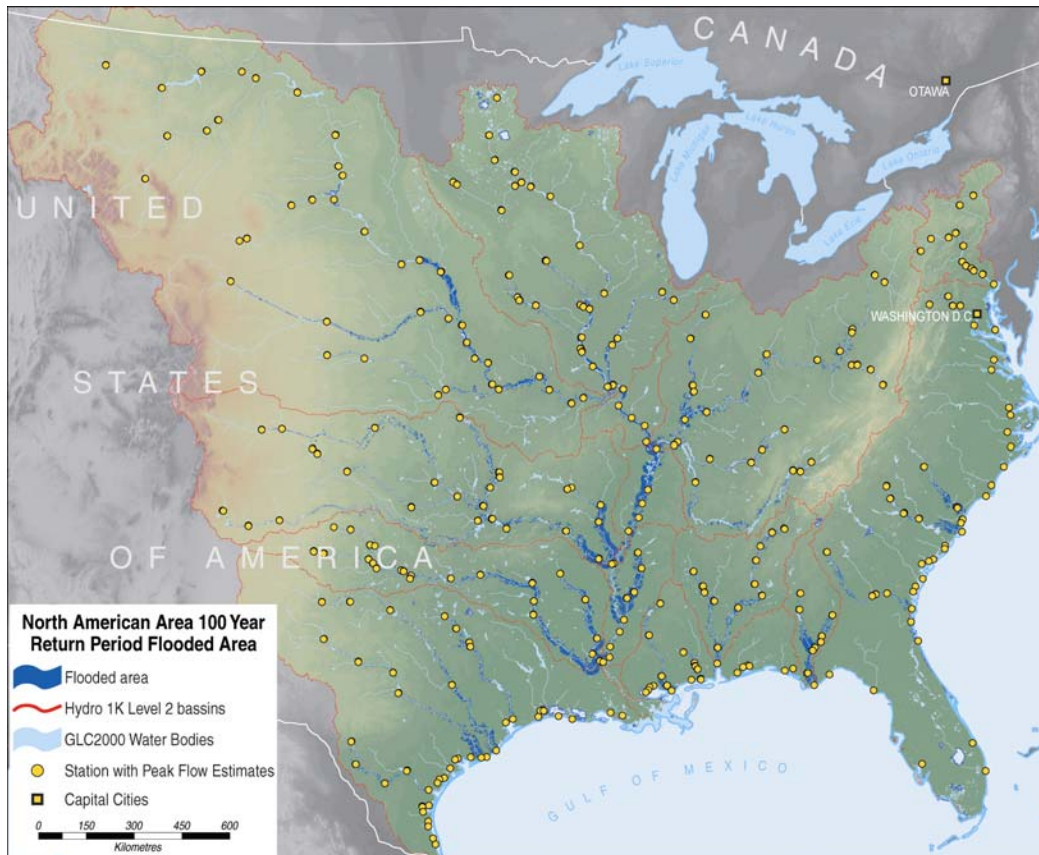 CANADA
Lake Superior
OTAWA
Lake Huron
Lake Michigan
Lake Ontario
UNITED
Lake Erie
WASHINGTON D.C
STATES
OF AMERICA
North American Area 100 Year
Return Period Flooded Area
Flooded area
Hydro 1K Level 2 bassins
GLC2000 Water Bodies
Station with Peak Flow Estimates
Capital Cities
0 150 300 450 600
Kilometres
GULF OF MEXICO